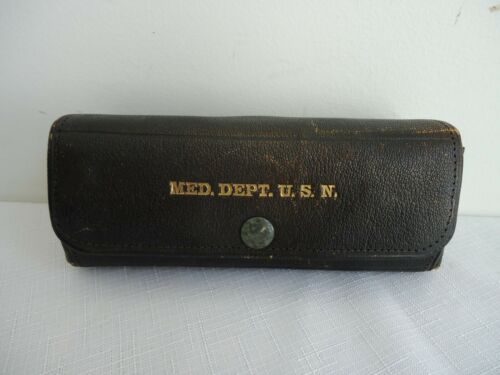 MED. DEPT. U. S. N.